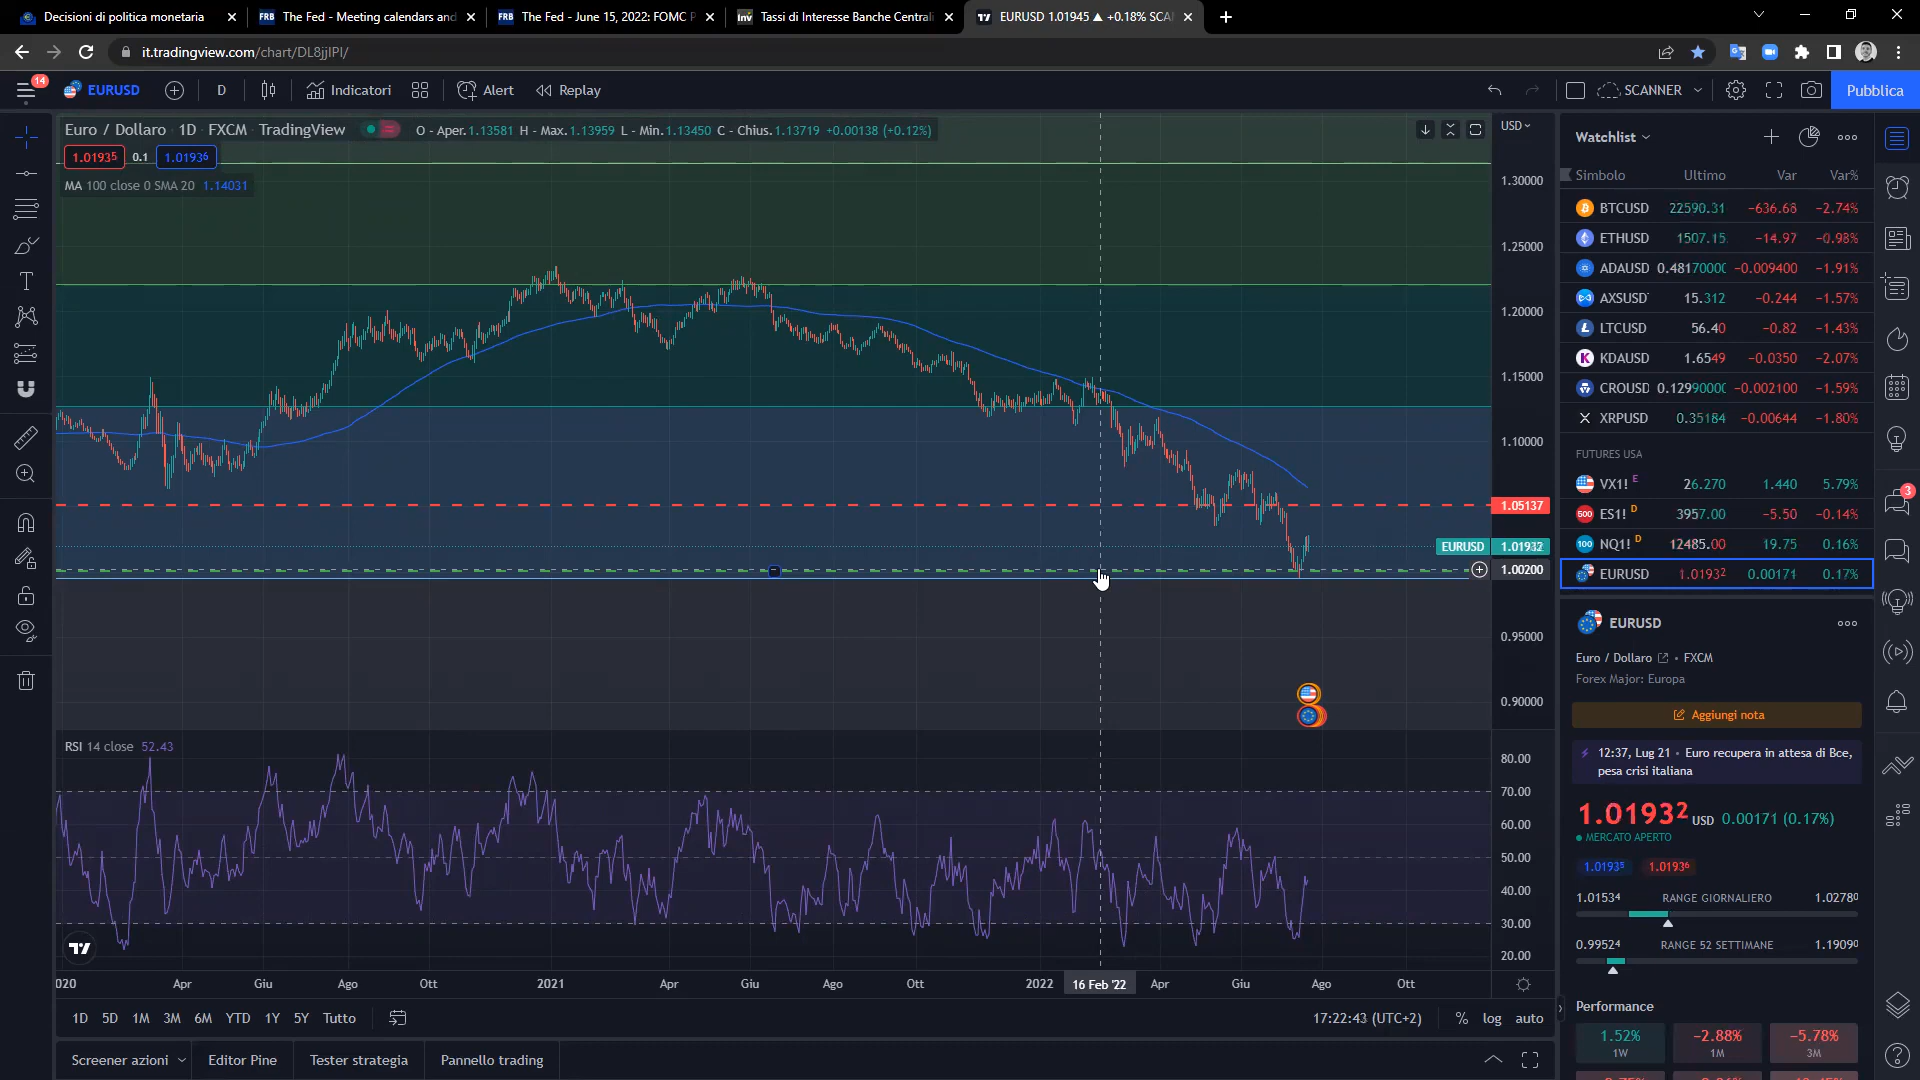 Decisioni di politica monetaria
The Fed - Meeting calendars and
The Fed - June 15, 2022: FOMC P
Tassi di Interesse Banche Centrali
EURUSD 1.01945 ▲ +0.18% SCA
it.tradingview.com/chart/DL8jjIPI/
14
EURUSD
D
Indicatori
Alert
Replay
SCANNER
Pubblica
Euro / Dollaro · 1D · FXCM · TradingView
O - Aper.1.13581 H - Max.1.13959 L - Min.1.13450 C - Chius.1.13719 +0.00138 (+0.12%)
1.01935 0.1 1.01936
MA 100 close 0 SMA 20 1.14031
USD
1.30000
1.25000
1.20000
1.15000
1.10000
1.05137
EURUSD 1.01932
1.00200
0.95000
0.90000
RSI 14 close 52.43
80.00
70.00
60.00
50.00
40.00
30.00
20.00
020 Apr Giu Ago Ott 2021 Apr Giu Ago Ott 2022 16 Feb '22 Apr Giu Ago Ott
1D 5D 1M 3M 6M YTD 1Y 5Y Tutto
17:22:43 (UTC+2) % log auto
Screener azioni
Editor Pine
Tester strategia
Pannello trading
Watchlist
Simbolo Ultimo Var Var%
BTCUSD 22590.31 −636.68 −2.74%
ETHUSD 1507.15 −14.97 −0.98%
ADAUSD 0.48170000 −0.009400 −1.91%
AXSUSD 15.312 −0.244 −1.57%
LTCUSD 56.40 −0.82 −1.43%
KDAUSD 1.6549 −0.0350 −2.07%
CROUSD 0.12990000 −0.002100 −1.59%
XRPUSD 0.35184 −0.00644 −1.80%
FUTURES USA
VX1! E 26.270 1.440 5.79%
ES1! D 3957.00 −5.50 −0.14%
NQ1! D 12485.00 19.75 0.16%
EURUSD 1.01932 0.00171 0.17%
EURUSD
Euro / Dollaro • FXCM
Forex Major: Europa
Aggiungi nota
12:37, Lug 21 • Euro recupera in attesa di Bce,
pesa crisi italiana
1.01932 USD 0.00171 (0.17%)
MERCATO APERTO
1.01935 1.01936
1.01534 RANGE GIORNALIERO 1.02780
0.99524 RANGE 52 SETTIMANE 1.19090
Performance
1.52% −2.88% −5.78%
1W 1M 3M
3